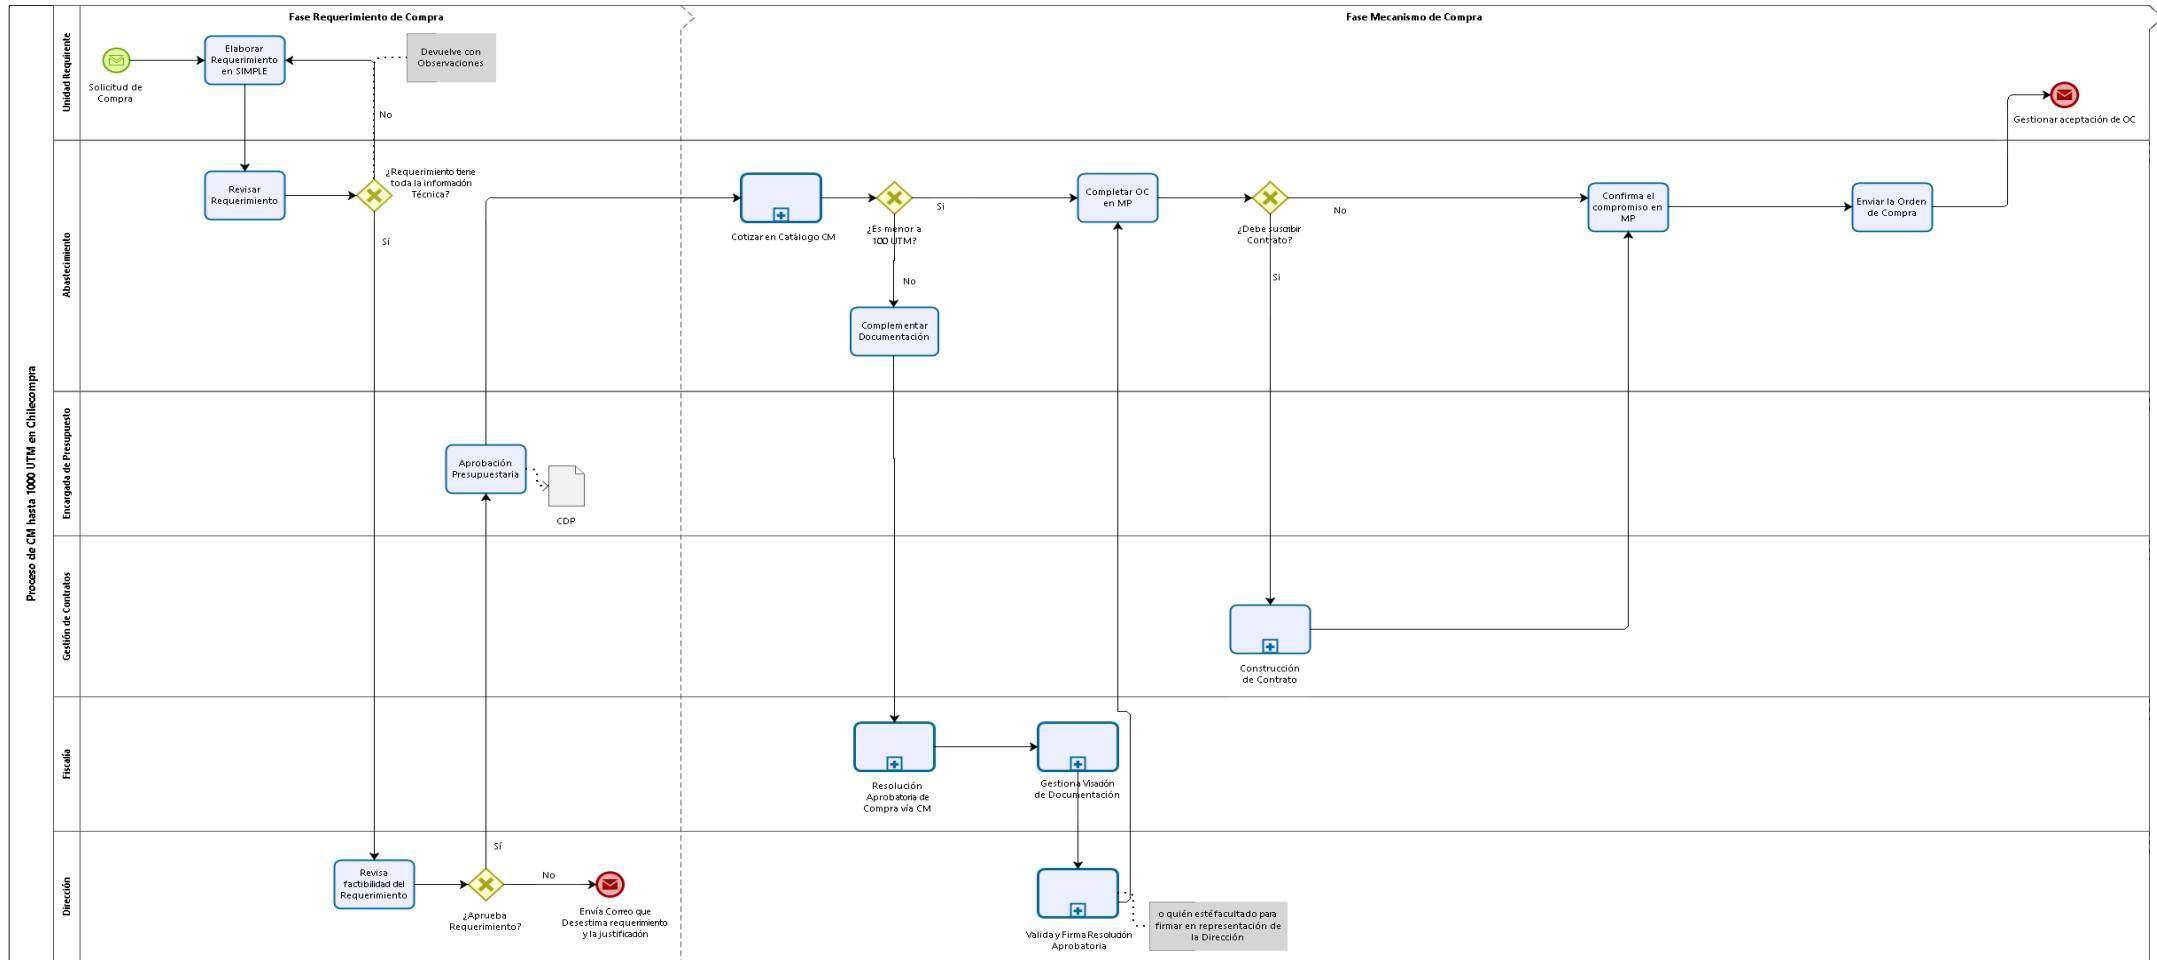 Proceso de CM hasta 1000 UTM en Chilecompra
Fase Requerimiento de Compra
Fase Mecanismo de Compra
Unidad Requirente
Solicitud de
Compra
Elaborar
Requerimiento
en SIMPLE
Devuelve con
Observaciones
No
Gestionar aceptación de OC
Abastecimiento
Revisar
Requerimiento
¿Requerimiento tiene
toda la información
Técnica?
Sí
Cotizar en Catálogo CM
¿Es menor a
100 UTM?
Si
No
Complementar
Documentación
Completar OC
en MP
¿Debe suscribir
Contrato?
No
Si
Confirma el
compromiso en
MP
Enviar la Orden
de Compra
Encargada de Presupuesto
Aprobación
Presupuestaria
CDP
Gestión de Contratos
Construcción
de Contrato
Fiscalía
Resolución
Aprobatoria de
Compra vía CM
Gestiona Visación
de Documentación
Dirección
Revisa
factibilidad del
Requerimiento
Sí
¿Aprueba
Requerimiento?
No
Envía Correo que
Desestima requerimiento
y la justificación
Valida y Firma Resolución
Aprobatoria
o quién esté facultado para
firmar en representación de
la Dirección